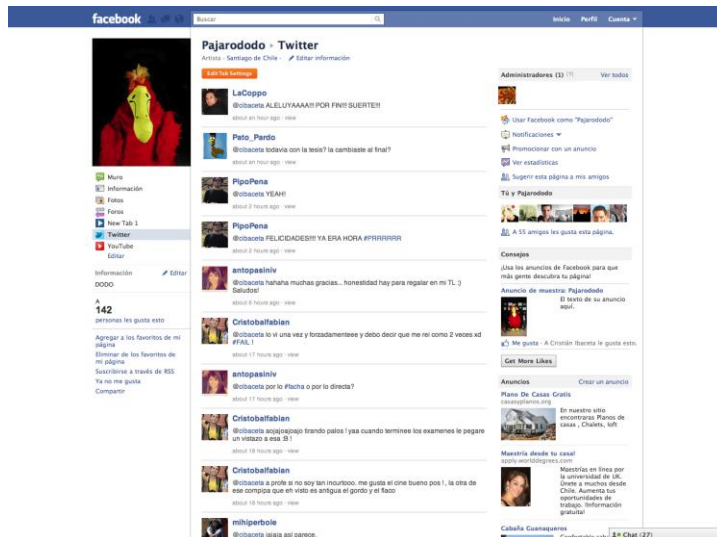 facebook
Buscar
Inicio Perfil Cuenta
Pajarododo ▸ Twitter
Artista · Santiago de Chile · Editar información
Edit Tab Settings
LaCoppo
@cibaceta ALELUYAAAA!!! POR FIN!!! SUERTE!!!
about an hour ago · view
Pato_Pardo
@cibaceta todavia con la tesis? la cambiaste al final?
about an hour ago · view
PipoPena
@cibaceta YEAH!
about 2 hours ago · view
PipoPena
@cibaceta FELICIDADES!!! YA ERA HORA #PRRRRRR
about 2 hours ago · view
antopasiniv
@cibaceta hahaha muchas gracias... honestidad hay para regalar en mi TL :)
Saludos!
about 6 hours ago · view
Cristobalfabian
@cibaceta lo vi una vez y forzadamenteee y debo decir que me rei como 2 veces xd
#FAIL !
about 17 hours ago · view
antopasiniv
@cibaceta por lo #facha o por lo directa?
about 17 hours ago · view
Cristobalfabian
@cibaceta aojajoajoajo tirando palos ! yaa cuando termine los examenes le pegare
un vistazo a esa :B !
about 18 hours ago · view
Cristobalfabian
@cibaceta a profe si no soy tan incurtooo. me gusta el cine bueno pos ! , la otra de
ese compipa que eh visto es antigua el gordo y el flaco
about 18 hours ago · view
mihiperbole
@cibaceta jajaja asi parece.
Muro
Información
Fotos
Foros
New Tab 1
Twitter
YouTube
Editar
Información Editar
DODO
A
142
personas les gusta esto
Agregar a los favoritos de mi
página
Eliminar de los favoritos de
mi página
Suscribirse a través de RSS
Ya no me gusta
Compartir
Administradores (1) Ver todos
Usar Facebook como "Pajarododo"
Notificaciones
Promocionar con un anuncio
Ver estadísticas
Sugerir esta página a mis amigos
Tú y Pajarododo
A 55 amigos les gusta esta página.
Consejos
¡Usa los anuncios de Facebook para que
más gente descubra tu página!
Anuncio de muestra: Pajarododo
El texto de su anuncio
aquí.
Me gusta · A Cristián Ibaceta le gusta esto.
Get More Likes
Anuncios Crear un anuncio
Plano De Casas Gratis
casasyplanos.org
En nuestro sitio
encontraras Planos de
casas , Chalets, loft
Maestría desde tu casa!
apply.worlddegrees.com
Maestrías en línea por
la universidad de UK.
Únete a muchos desde
Chile. Aumenta tus
oportunidades de
trabajo. !Información
gratuita!
Cabaña Guanaqueros
Chat (27)